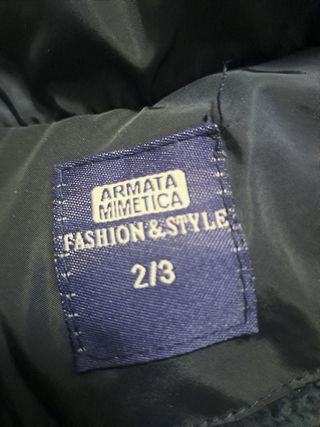 ARMATA
MIMETICA
FASHION & STYLE
2/3